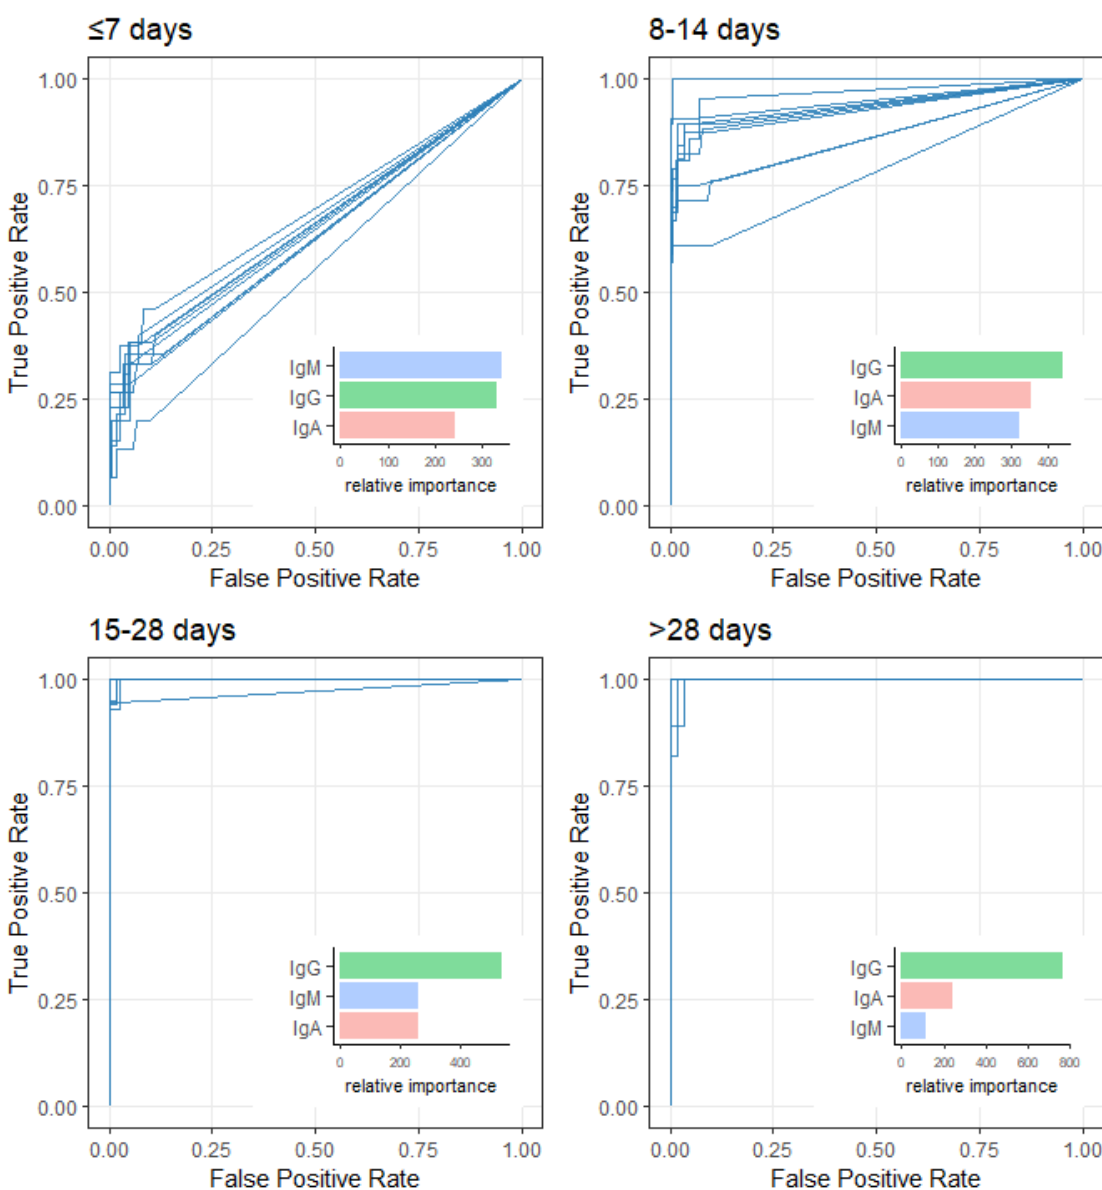 ≤7 days
True Positive Rate
1.00
0.75
0.50
0.25
0.00
IgM
IgG
IgA
0 100 200 300
relative importance
0.00 0.25 0.50 0.75 1.00
False Positive Rate
8-14 days
True Positive Rate
1.00
0.75
0.50
0.25
0.00
IgG
IgA
IgM
0 100 200 300 400
relative importance
0.00 0.25 0.50 0.75 1.00
False Positive Rate
15-28 days
True Positive Rate
1.00
0.75
0.50
0.25
0.00
IgG
IgM
IgA
0 200 400
relative importance
0.00 0.25 0.50 0.75 1.00
False Positive Rate
>28 days
True Positive Rate
1.00
0.75
0.50
0.25
0.00
IgG
IgA
IgM
0 200 400 600 800
relative importance
0.00 0.25 0.50 0.75 1.00
False Positive Rate